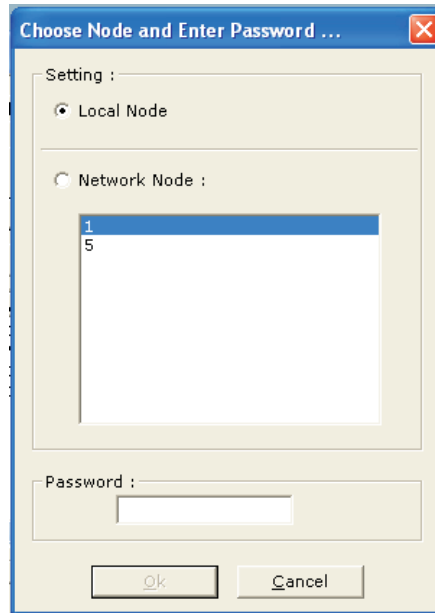 Choose Node and Enter Password ...
Setting :
Local Node
Network Node :
1
5
Password :
Ok
Cancel